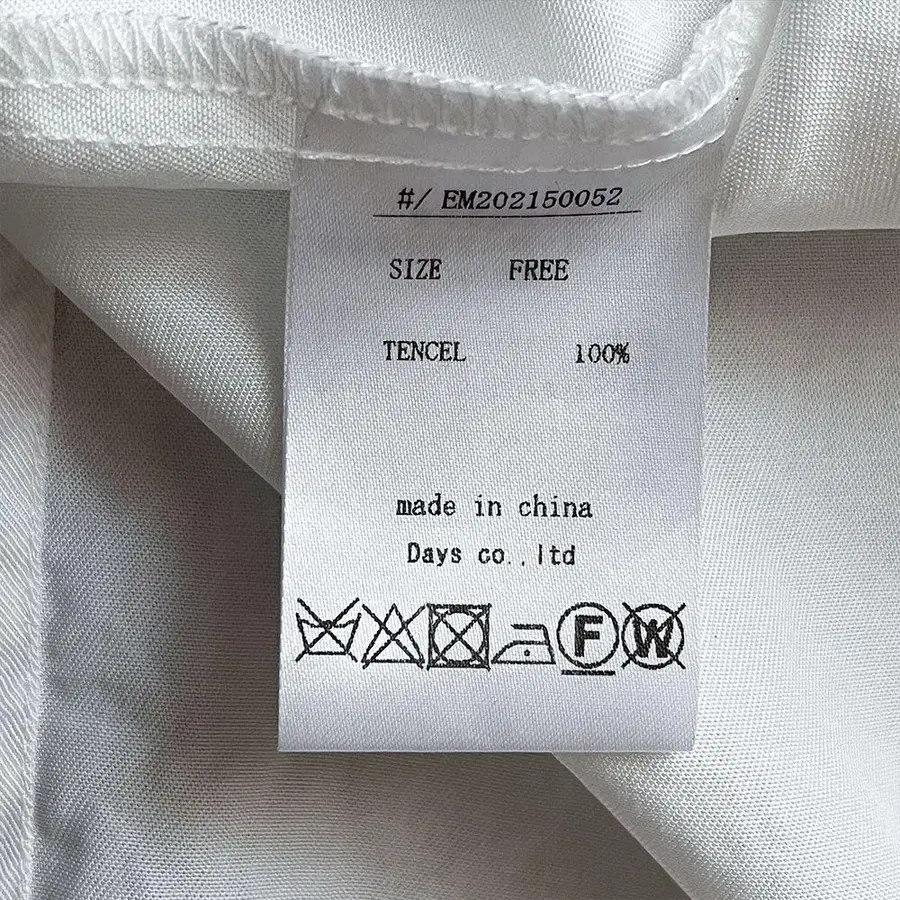 #/ EM202150052
SIZE FREE
TENCEL 100%
made in china
Days co.,ltd
F W